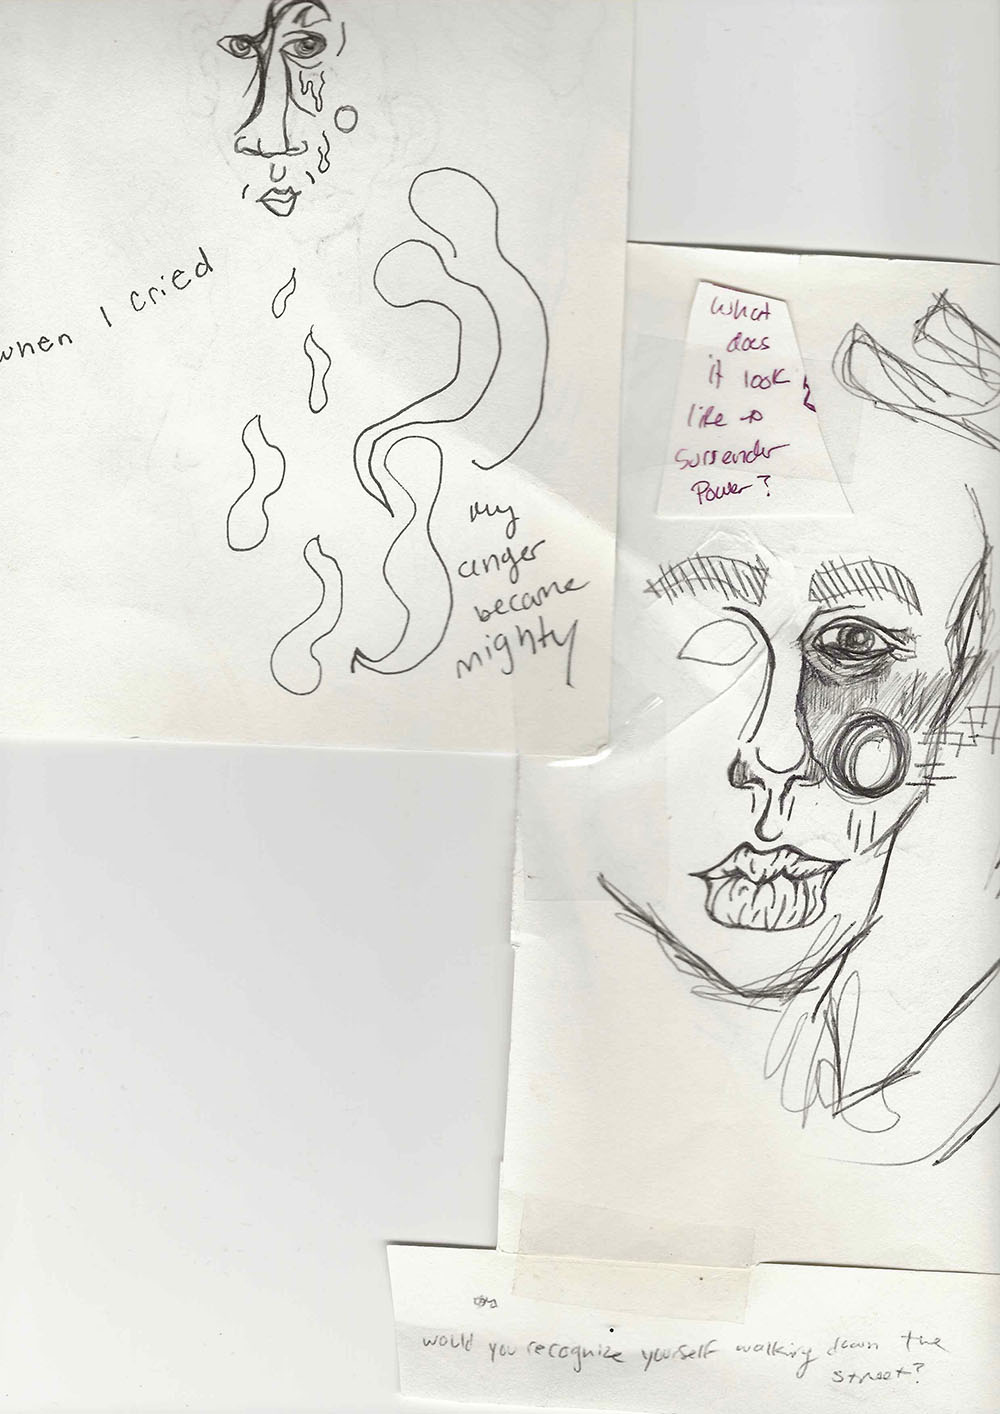 when I cried
my
anger
became
mighty
What
does
it look
like to
surrender
Power?
would you recognize yourself walking down the
street?